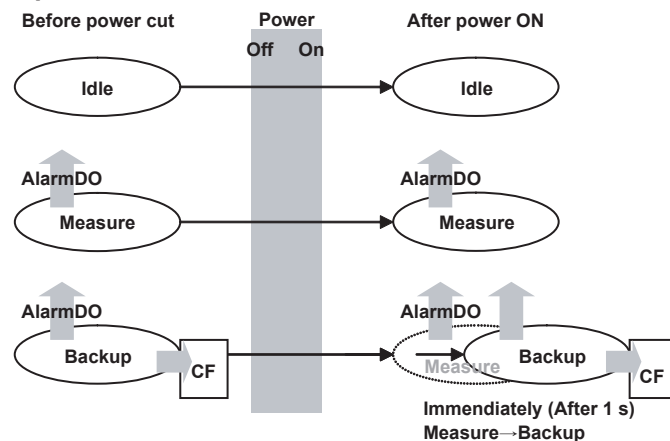 Before power cut
Power
After power ON
Off On
Idle
Idle
AlarmDO
AlarmDO
Measure
Measure
AlarmDO
AlarmDO
Backup
CF
Measure
Backup
CF
Immendiately (After 1 s)
Measure→Backup